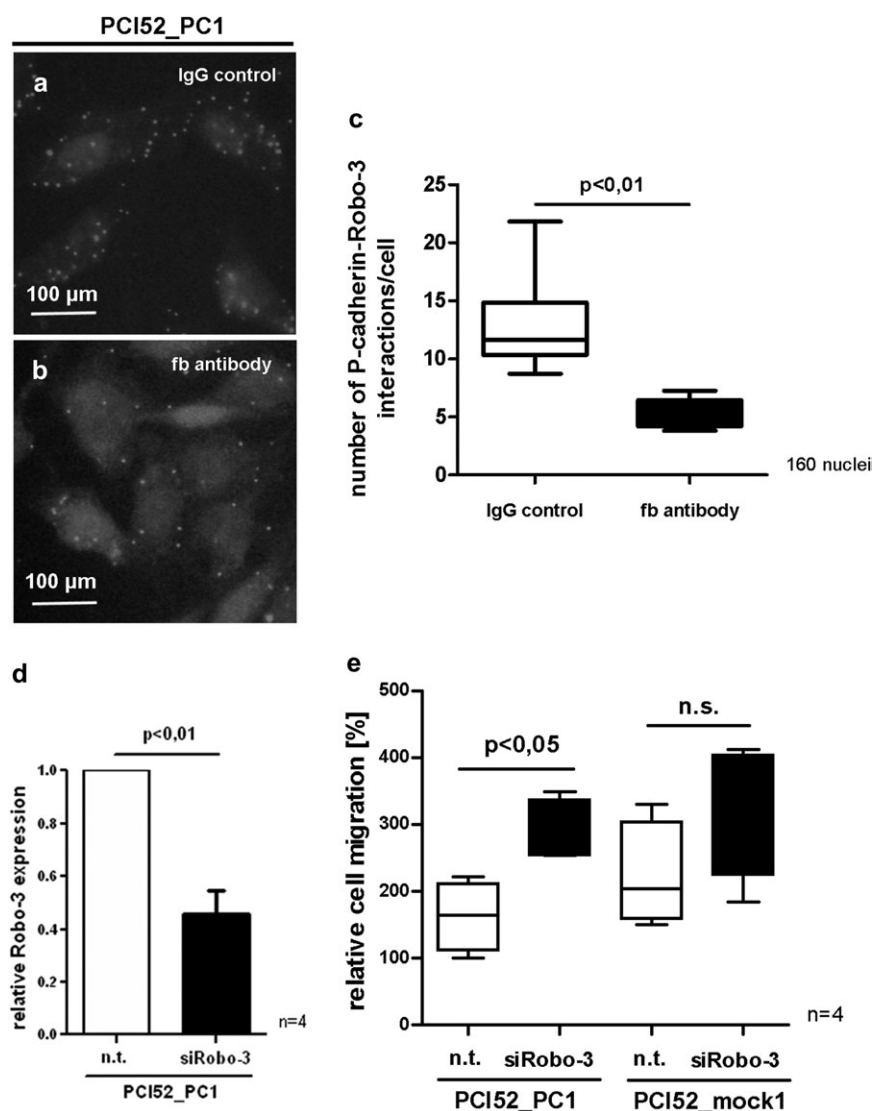 PCI52_PC1
a
IgG control
100 µm
b
fb antibody
100 µm
c
number of P-cadherin-Robo-3
interactions/cell
25
20
15
10
5
0
p<0,01
IgG control
fb antibody
160 nuclei
d
relative Robo-3 expression
1.0
0.8
0.6
0.4
0.2
0.0
p<0,01
n.t.
siRobo-3
PCI52_PC1
n=4
e
relative cell migration [%]
500
400
300
200
100
0
p<0,05
n.s.
n.t.
siRobo-3
n.t.
siRobo-3
PCI52_PC1
PCI52_mock1
n=4